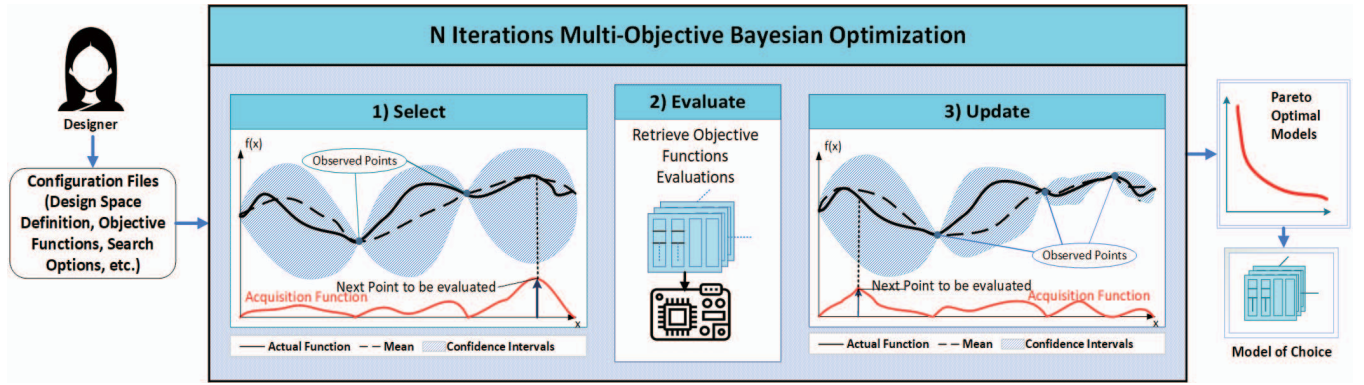 N Iterations Multi-Objective Bayesian Optimization
Designer
Configuration Files
(Design Space
Definition, Objective
Functions, Search
Options, etc.)
1) Select
f(x)
Observed Points
Next Point to be evaluated
Acquisition Function
x
Actual Function
Mean
Confidence Intervals
2) Evaluate
Retrieve Objective
Functions
Evaluations
3) Update
f(x)
Observed Points
Next Point to be evaluated
Acquisition Function
x
Actual Function
Mean
Confidence Intervals
Pareto
Optimal
Models
Model of Choice